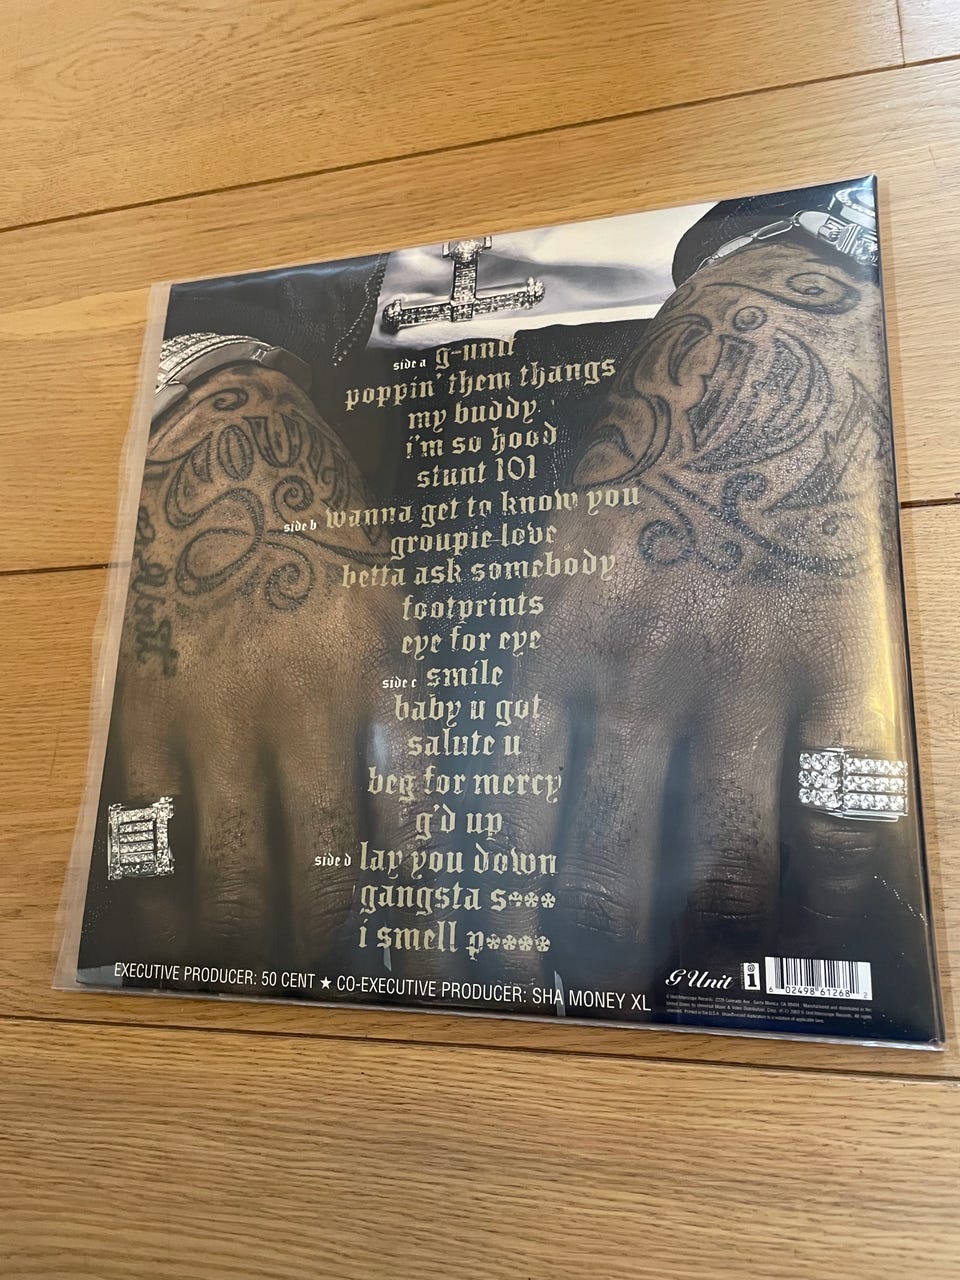 side a g-unit
poppin' them thangs
my buddy
i'm so hood
stunt 101
side b wanna get to know you
groupie love
betta ask somebody
footprints
eye for eye
side c smile
baby u got
salute u
beg for mercy
g'd up
side d lay you down
gangsta s***
i smell p****
EXECUTIVE PRODUCER: 50 CENT ★ CO-EXECUTIVE PRODUCER: SHA MONEY XL
G Unit
i
6 02498 61268 2